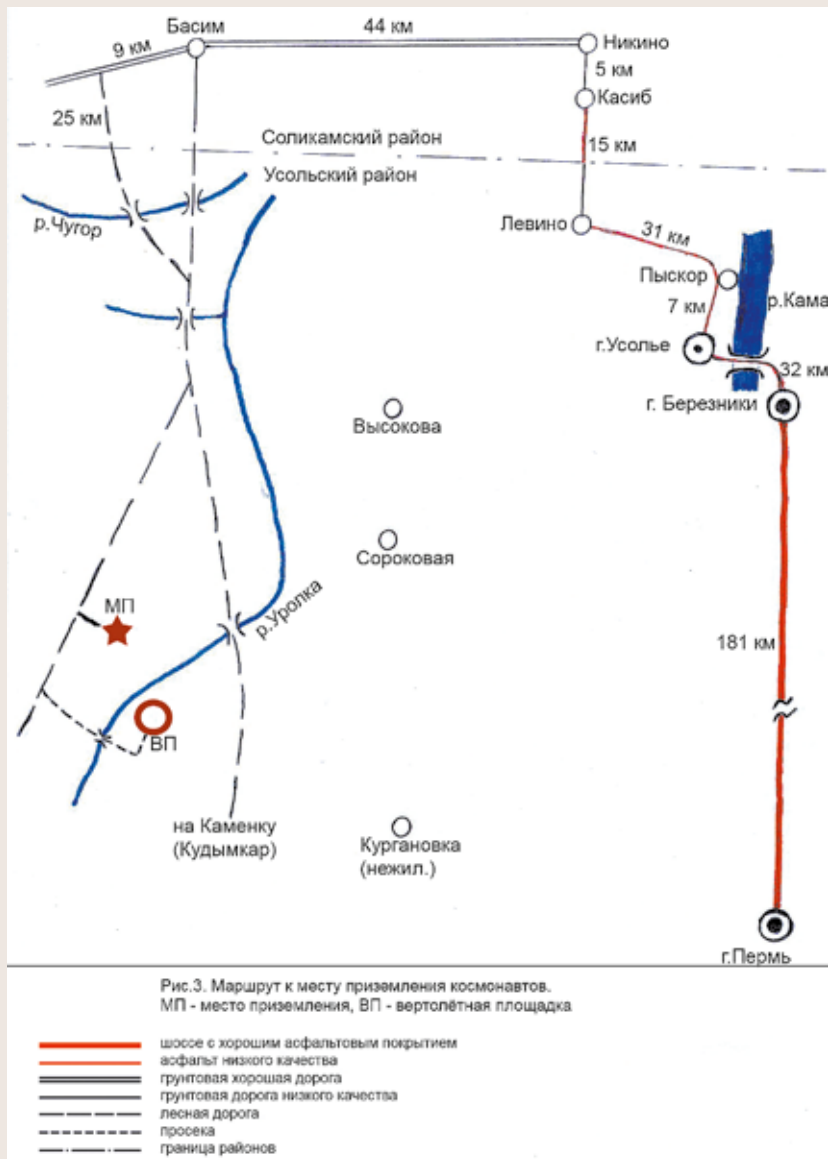 Басим
44 км
9 км
Никино
5 км
Касиб
25 км
Соликамский район
15 км
Усольский район
р.Чугор
Левино
31 км
Пыскор
р.Кама
7 км
г.Усолье
32 км
г. Березники
Высокова
Сороковая
МП
р.Уролка
181 км
ВП
на Каменку
(Кудымкар)
Кургановка
(нежил.)
г.Пермь
Рис.3. Маршрут к месту приземления космонавтов.
МП - место приземления, ВП - вертолётная площадка
шоссе с хорошим асфальтовым покрытием
асфальт низкого качества
грунтовая хорошая дорога
грунтовая дорога низкого качества
лесная дорога
просека
граница районов